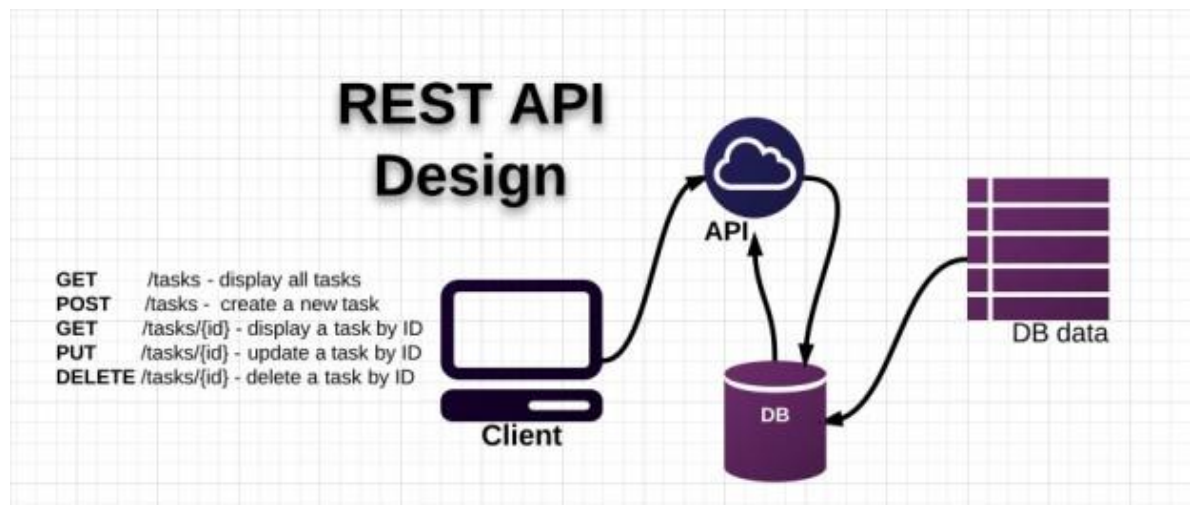 REST API
Design
GET /tasks - display all tasks
POST /tasks - create a new task
GET /tasks/{id} - display a task by ID
PUT /tasks/{id} - update a task by ID
DELETE /tasks/{id} - delete a task by ID
Client
API
DB
DB data